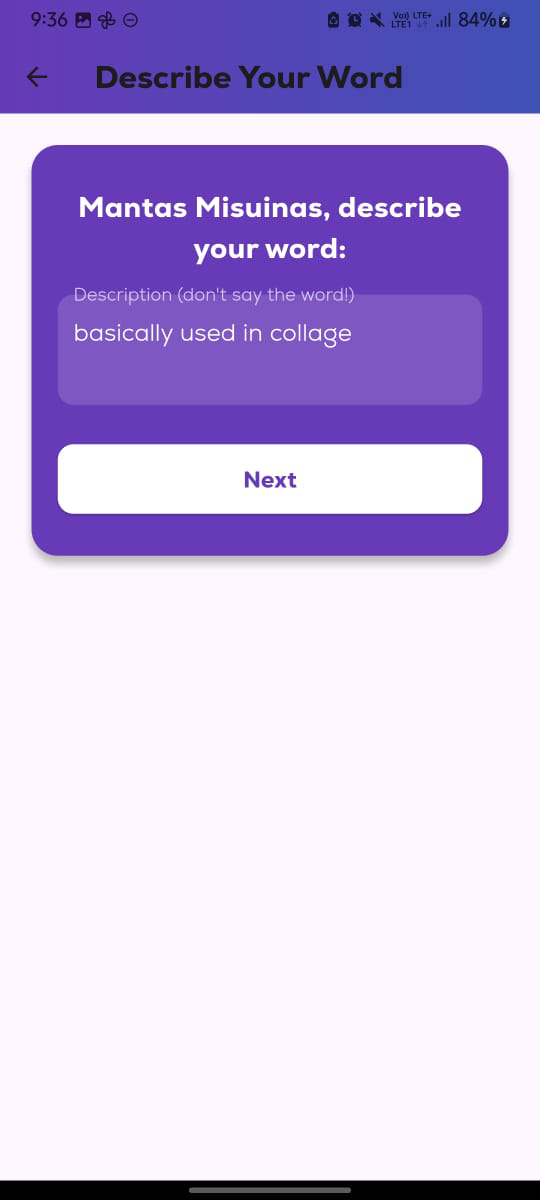 9:36 Vo) LTE+ LTE1 84%
Describe Your Word
Mantas Misuinas, describe
your word:
Description (don't say the word!)
basically used in collage
Next